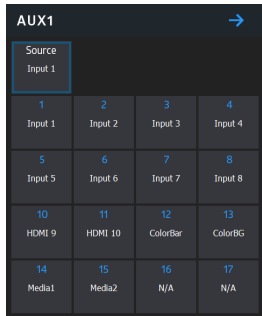 AUX1 →
Source
Input 1
1 2 3 4
Input 1 Input 2 Input 3 Input 4
5 6 7 8
Input 5 Input 6 Input 7 Input 8
10 11 12 13
HDMI 9 HDMI 10 ColorBar ColorBG
14 15 16 17
Media1 Media2 N/A N/A